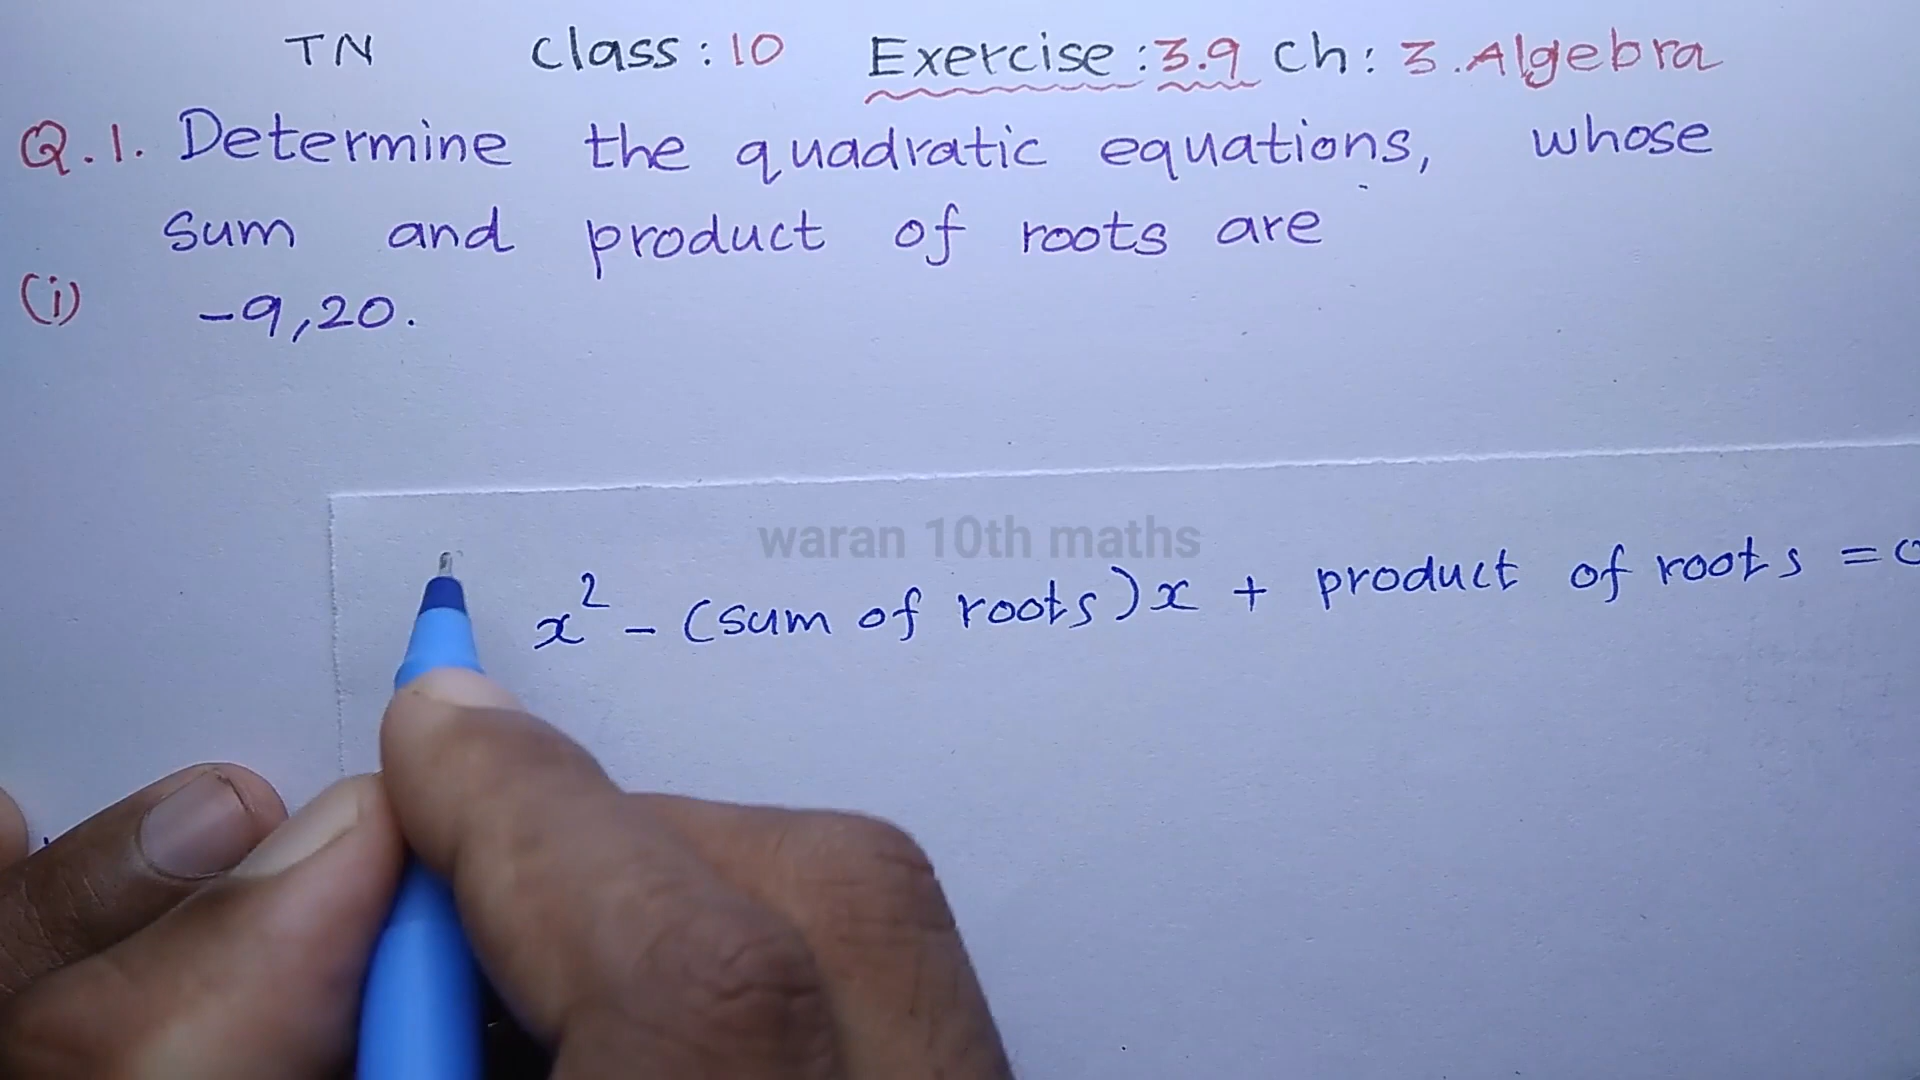 TN class : 10 Exercise : 3.9 Ch : 3 . Algebra
Q.1. Determine the quadratic equations, whose
sum and product of roots are
(i) -9,20.
waran 10th maths
x² - (sum of roots)x + product of roots = 0